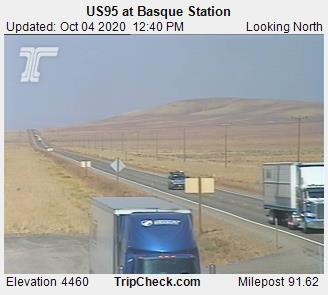 US95 at Basque Station
Updated: Oct 04 2020 12:40 PM Looking North
Elevation 4460 TripCheck.com Milepost 91.62